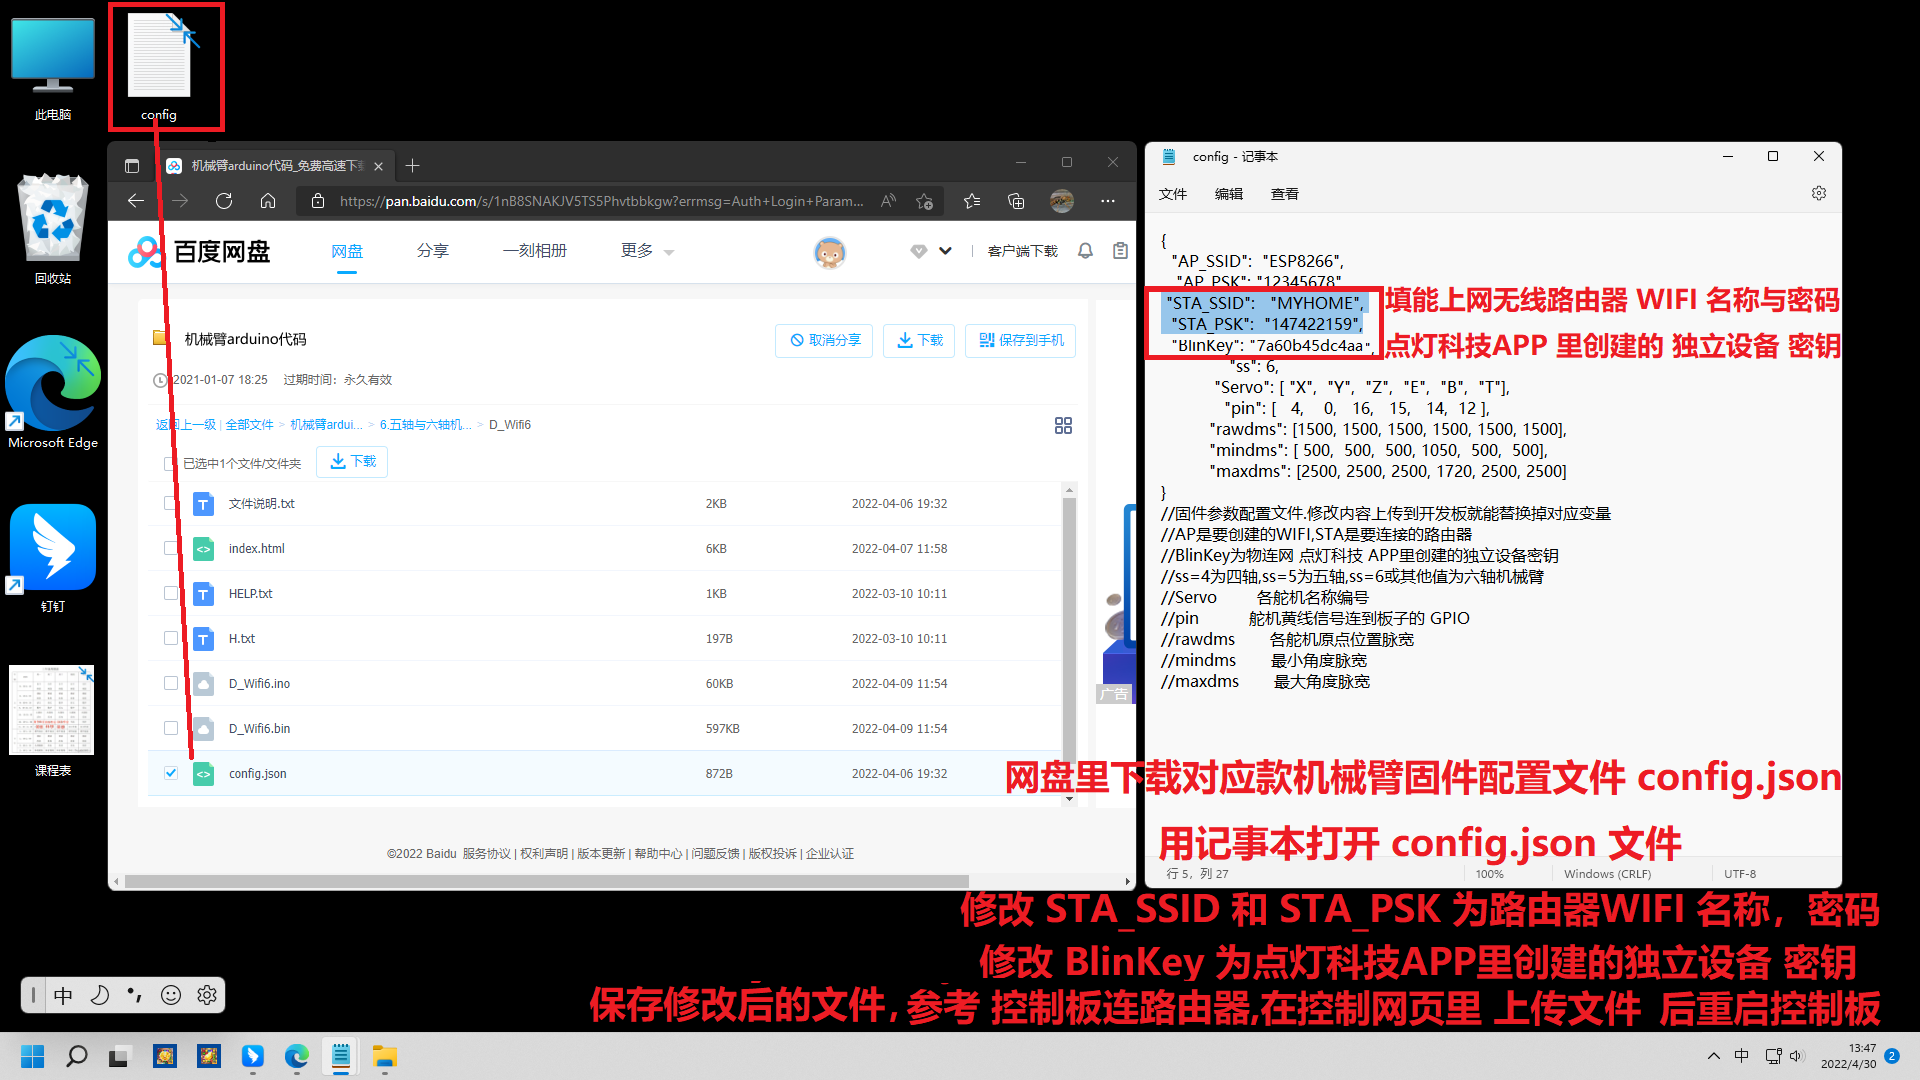 此电脑
config
回收站
Microsoft Edge
钉钉
课程表
机械臂arduino代码_免费高速下载
https://pan.baidu.com/s/1nB8SNAKJV5TS5Phvtbbkgw?errmsg=Auth+Login+Param...
百度网盘
网盘
分享
一刻相册
更多
客户端下载
机械臂arduino代码
取消分享
下载
保存到手机
2021-01-07 18:25 过期时间：永久有效
返回上一级 | 全部文件 > 机械臂ardui... > 6.五轴与六轴机... > D_Wifi6
已选中1个文件/文件夹
下载
文件说明.txt 2KB 2022-04-06 19:32
index.html 6KB 2022-04-07 11:58
HELP.txt 1KB 2022-03-10 10:11
H.txt 197B 2022-03-10 10:11
D_Wifi6.ino 60KB 2022-04-09 11:54
D_Wifi6.bin 597KB 2022-04-09 11:54
config.json 872B 2022-04-06 19:32
广告
©2022 Baidu 服务协议 | 权利声明 | 版本更新 | 帮助中心 | 问题反馈 | 版权投诉 | 企业认证
config - 记事本
文件 编辑 查看
{
"AP_SSID": "ESP8266",
"AP_PSK": "12345678"
"STA_SSID": "MYHOME",
"STA_PSK": "147422159",
"BlinKey": "7a60b45dc4aa",
"ss": 6,
"Servo": [ "X", "Y", "Z", "E", "B", "T"],
"pin": [ 4, 0, 16, 15, 14, 12 ],
"rawdms": [1500, 1500, 1500, 1500, 1500, 1500],
"mindms": [ 500, 500, 500, 1050, 500, 500],
"maxdms": [2500, 2500, 2500, 1720, 2500, 2500]
}
//固件参数配置文件.修改内容上传到开发板就能替换掉对应变量
//AP是要创建的WIFI,STA是要连接的路由器
//BlinKey为物连网 点灯科技 APP里创建的独立设备密钥
//ss=4为四轴,ss=5为五轴,ss=6或其他值为六轴机械臂
//Servo 各舵机名称编号
//pin 舵机黄线信号连到板子的 GPIO
//rawdms 各舵机原点位置脉宽
//mindms 最小角度脉宽
//maxdms 最大角度脉宽
填能上网无线路由器 WIFI 名称与密码
点灯科技APP 里创建的 独立设备 密钥
网盘里下载对应款机械臂固件配置文件 config.json
用记事本打开 config.json 文件
行 5，列 27
100%
Windows (CRLF)
UTF-8
修改 STA_SSID 和 STA_PSK 为路由器WIFI 名称，密码
修改 BlinKey 为点灯科技APP里创建的独立设备 密钥
保存修改后的文件，参考 控制板连路由器,在控制网页里 上传文件 后重启控制板
中
中
13:47
2022/4/30
2